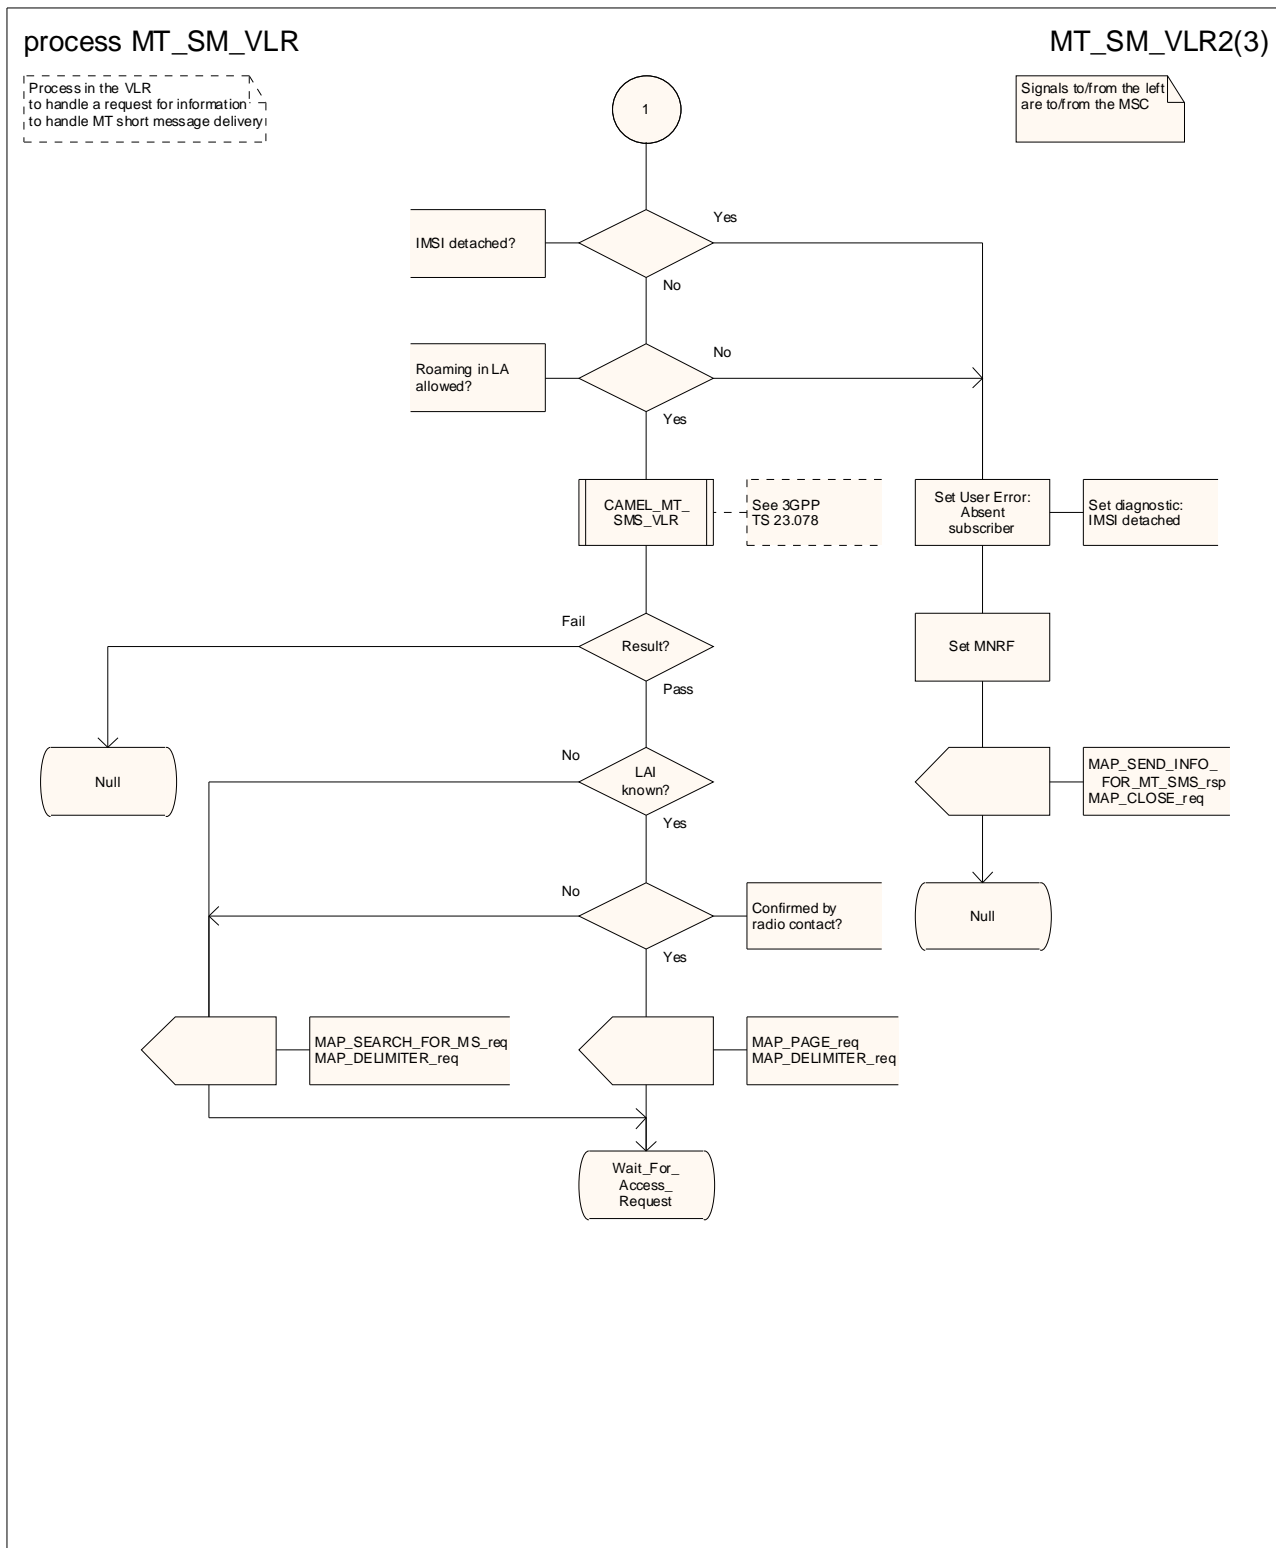 process MT_SM_VLR
MT_SM_VLR2(3)
Process in the VLR
to handle a request for information
to handle MT short message delivery
Signals to/from the left
are to/from the MSC
1
IMSI detached?
Yes
No
Roaming in LA
allowed?
No
Yes
CAMEL_MT_
SMS_VLR
See 3GPP
TS 23.078
Set User Error:
Absent
subscriber
Set diagnostic:
IMSI detached
Fail
Result?
Pass
Set MNRF
Null
No
LAI
known?
Yes
MAP_SEND_INFO_
FOR_MT_SMS_rsp
MAP_CLOSE_req
No
Confirmed by
radio contact?
Yes
Null
MAP_SEARCH_FOR_MS_req
MAP_DELIMITER_req
MAP_PAGE_req
MAP_DELIMITER_req
Wait_For_
Access_
Request